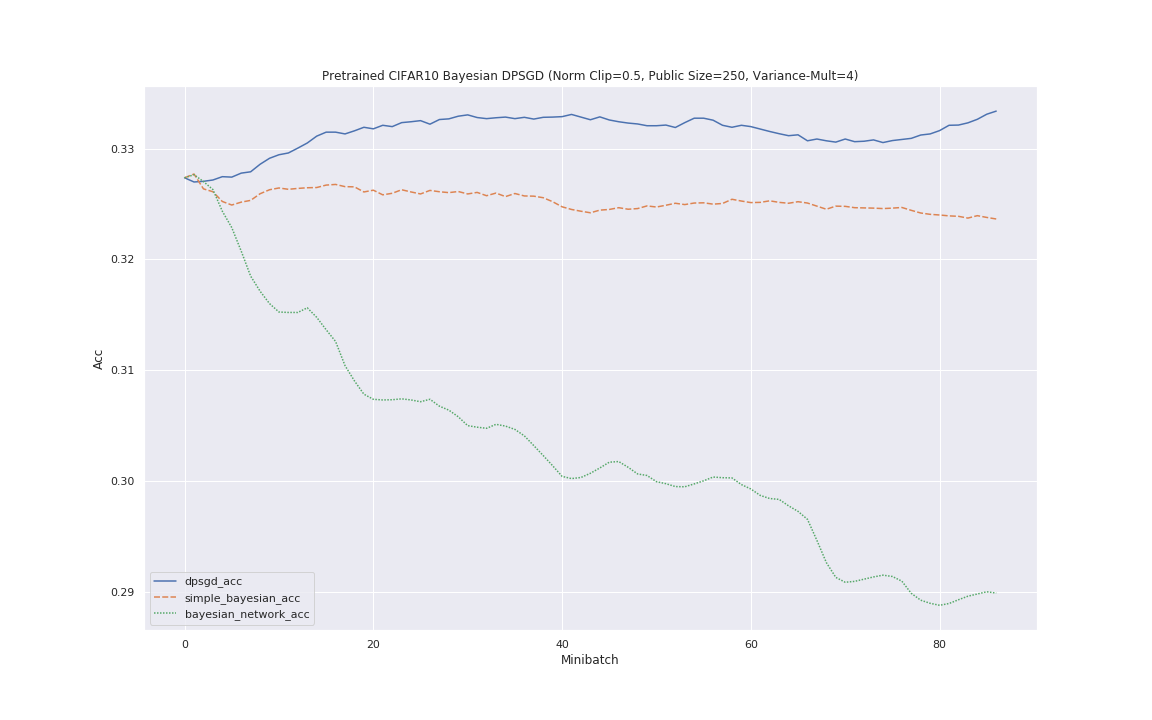 Pretrained CIFAR10 Bayesian DPSGD (Norm Clip=0.5, Public Size=250, Variance-Mult=4)
0.33
0.32
0.31
0.30
0.29
Acc
dpsgd_acc
simple_bayesian_acc
bayesian_network_acc
0 20 40 60 80
Minibatch